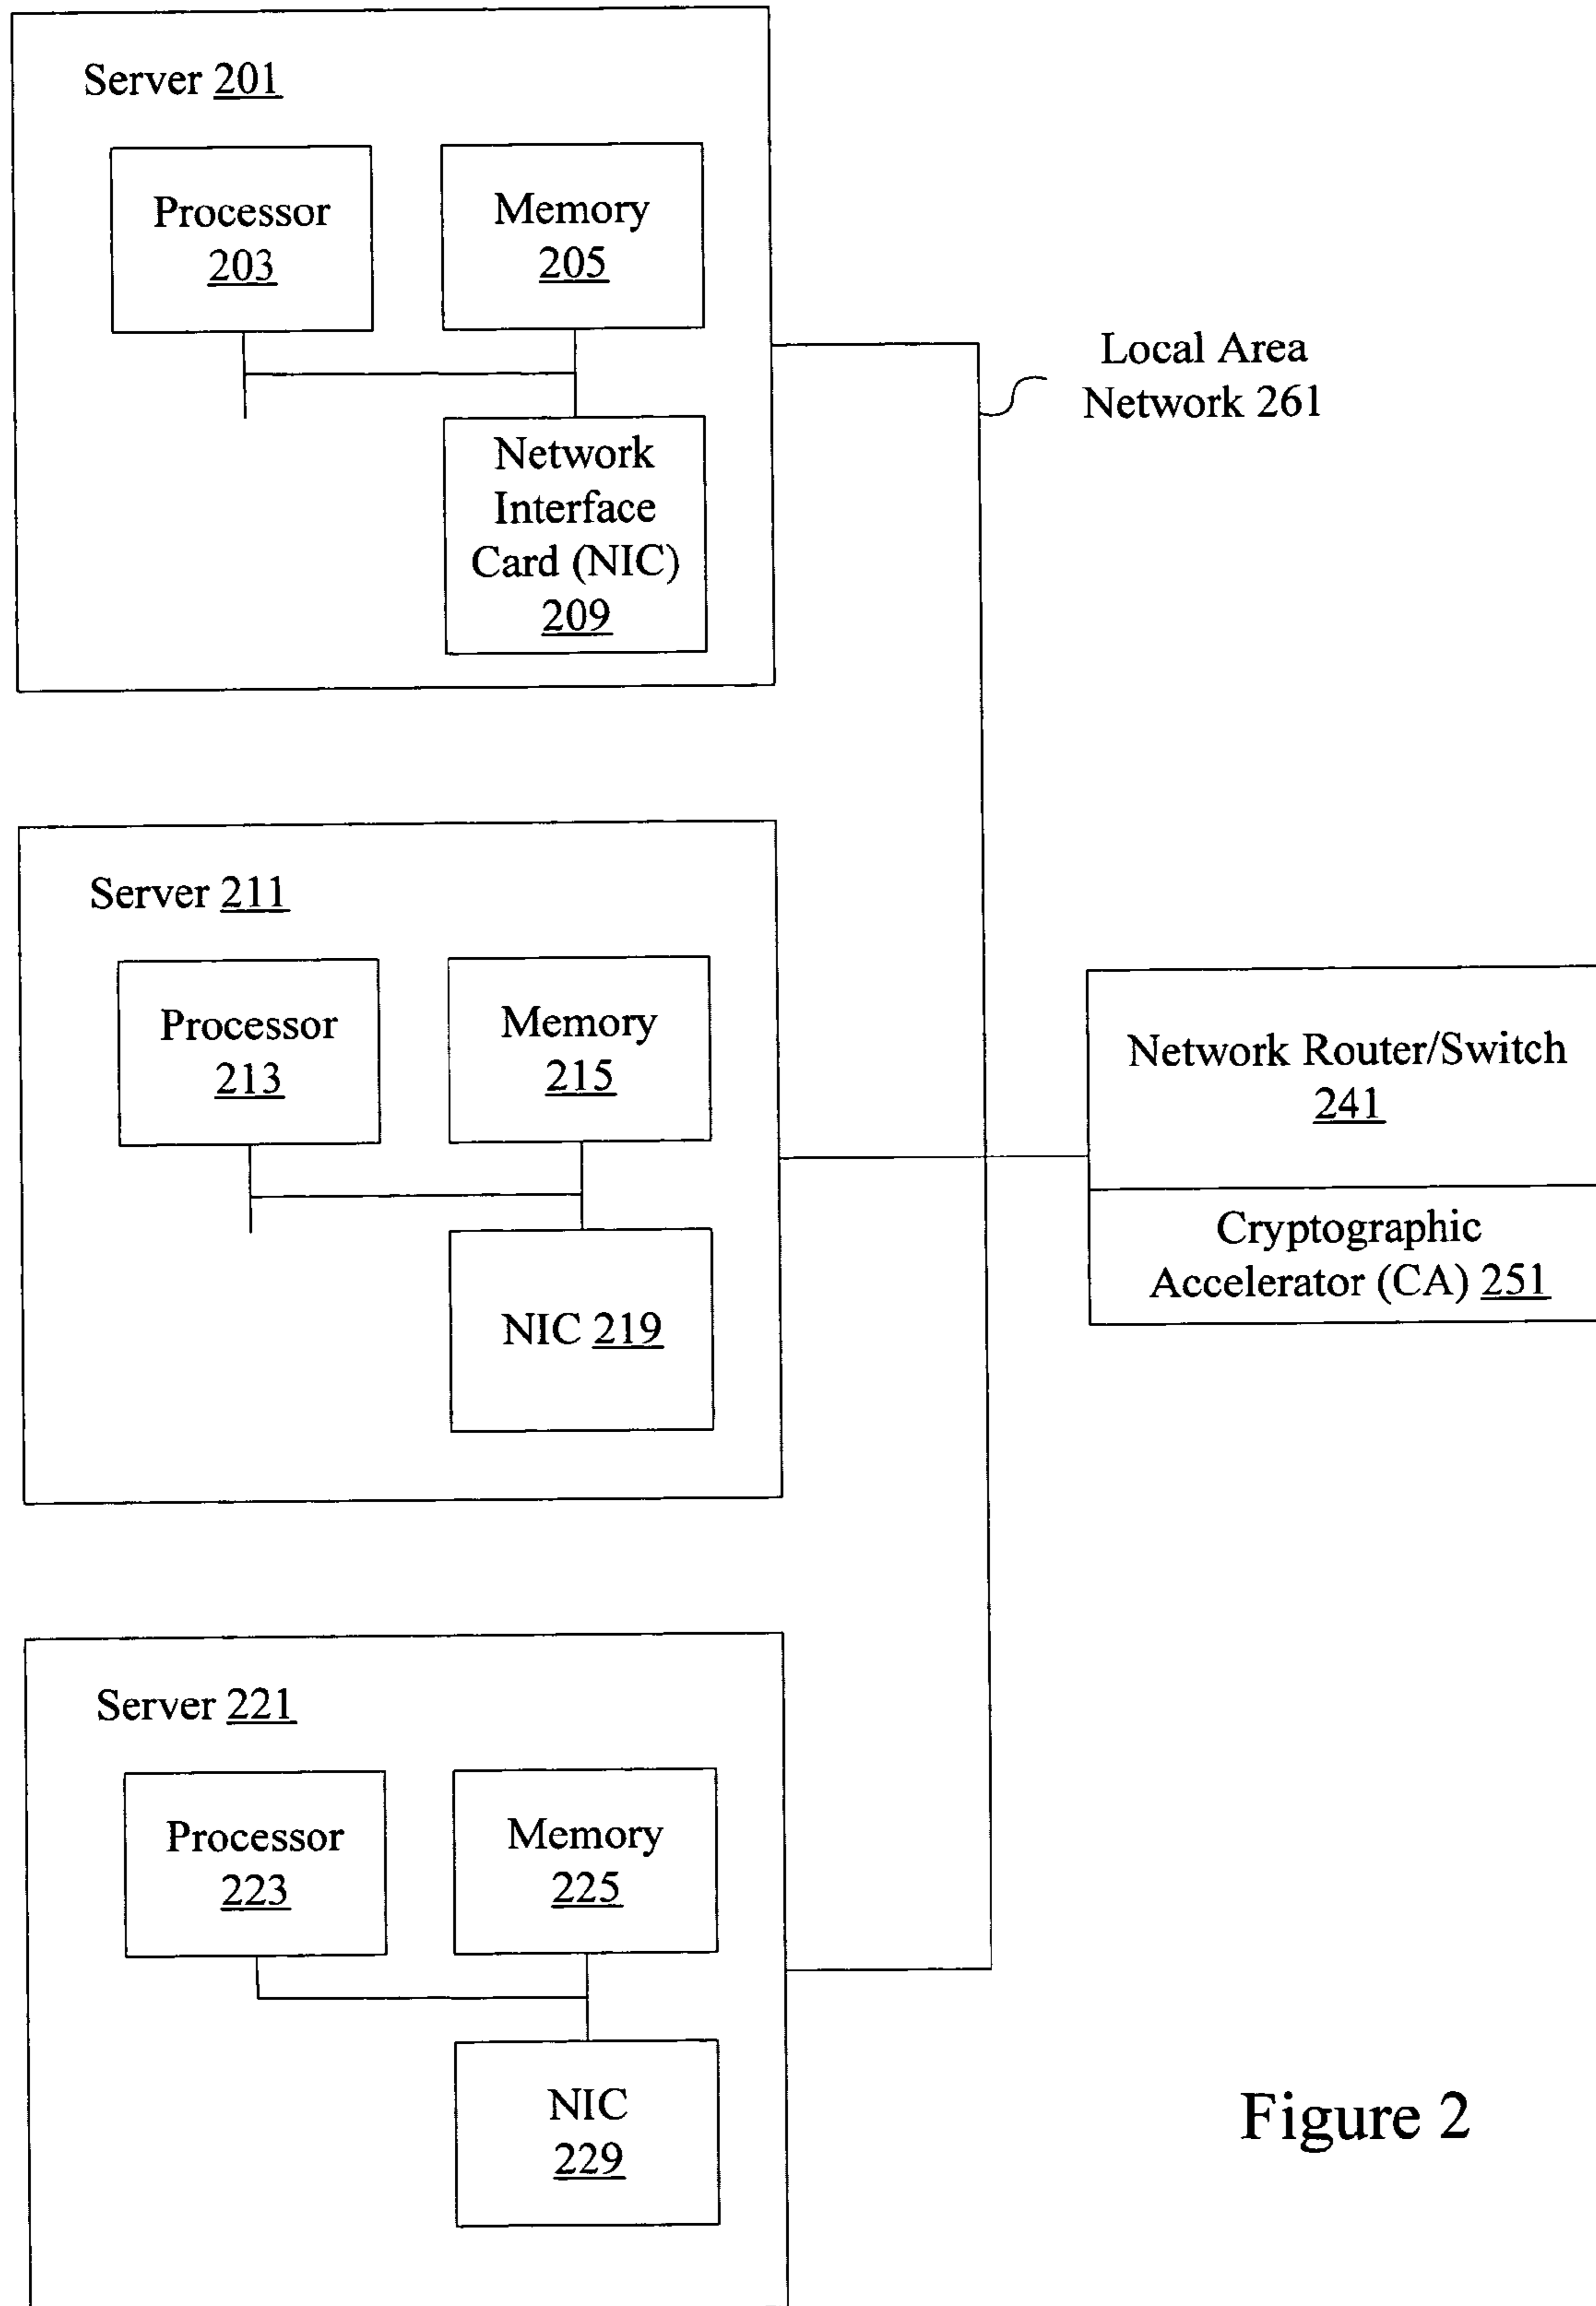 Server 201
Processor
203
Memory
205
Network
Interface
Card (NIC)
209
Local Area
Network 261
Server 211
Processor
213
Memory
215
NIC 219
Network Router/Switch
241
Cryptographic
Accelerator (CA) 251
Server 221
Processor
223
Memory
225
NIC
229
Figure 2